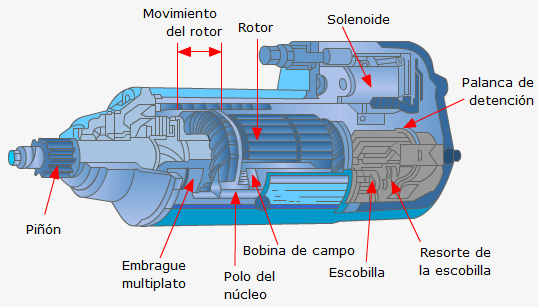 Movimiento
del rotor
Rotor
Solenoide
Palanca de
detención
Piñón
Embrague
multiplato
Polo del
núcleo
Bobina de campo
Escobilla
Resorte de
la escobilla